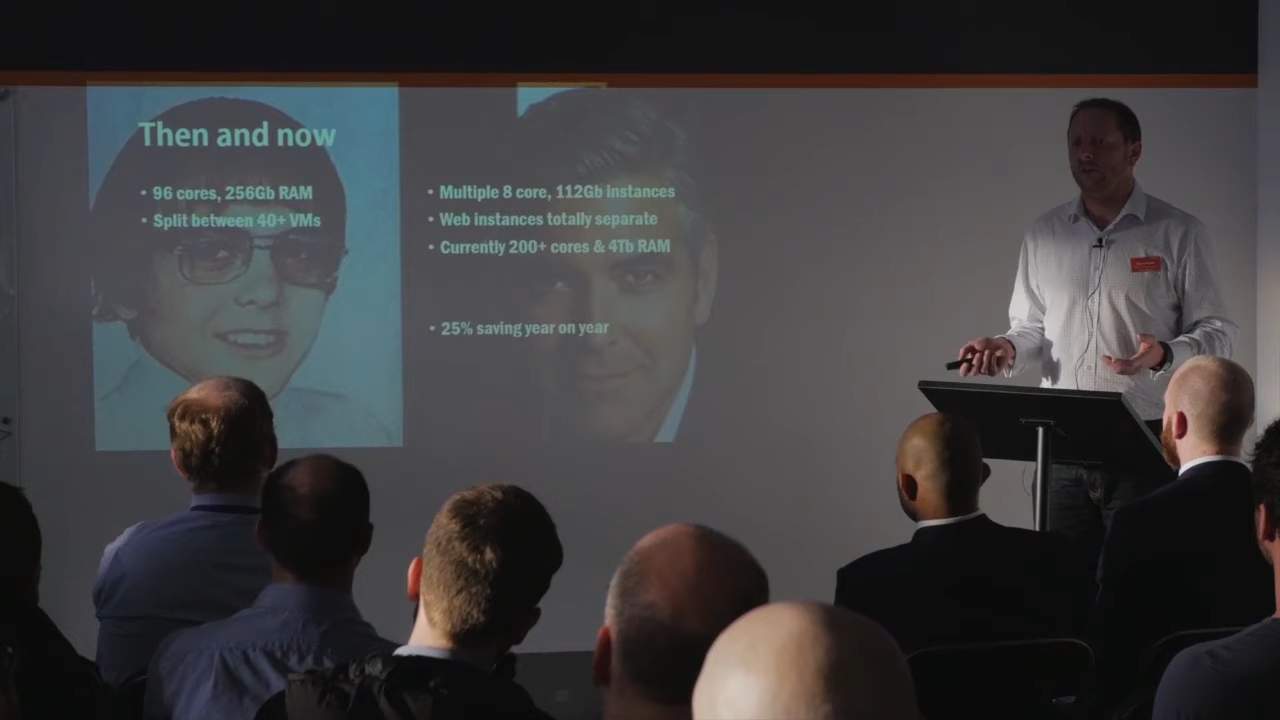 Then and now
• 96 cores, 256Gb RAM
• Split between 40+ VMs
• Multiple 8 core, 112Gb instances
• Web instances totally separate
• Currently 200+ cores & 4Tb RAM
• 25% saving year on year